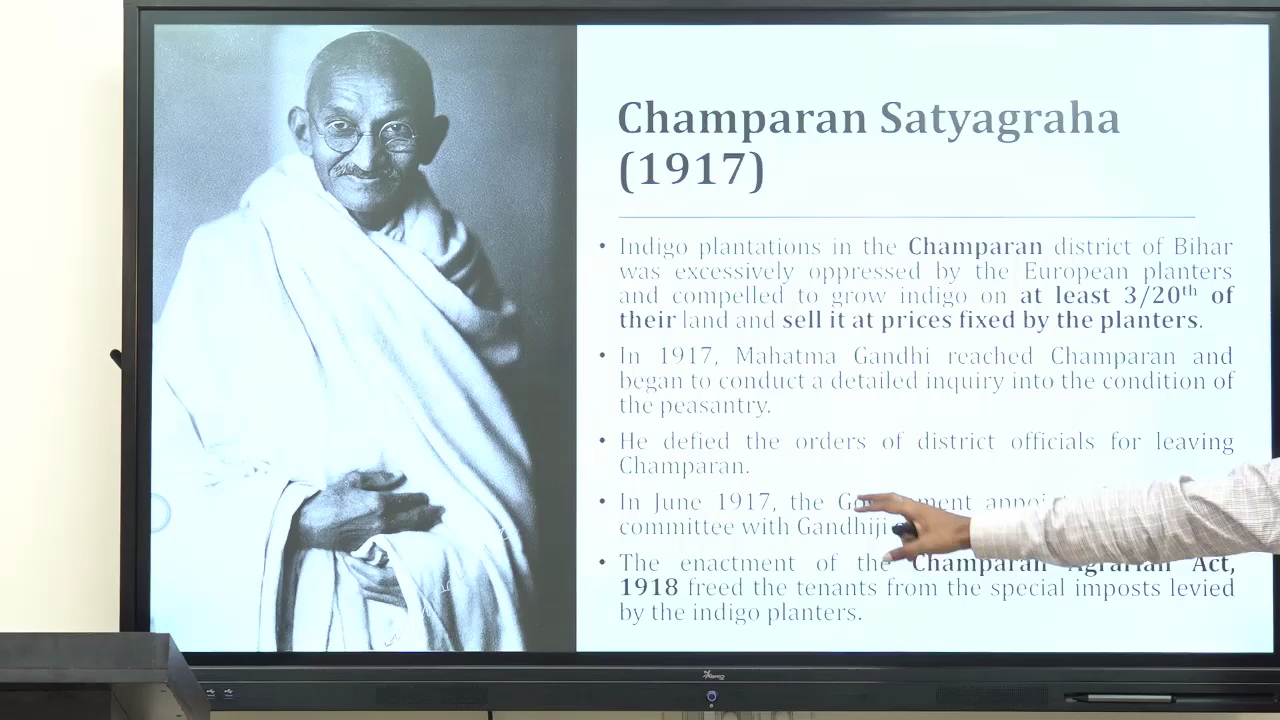 Champaran Satyagraha
(1917)
• Indigo plantations in the Champaran district of Bihar
was excessively oppressed by the European planters
and compelled to grow indigo on at least 3/20th of
their land and sell it at prices fixed by the planters.
• In 1917, Mahatma Gandhi reached Champaran and
began to conduct a detailed inquiry into the condition of
the peasantry.
• He defied the orders of district officials for leaving
Champaran.
• In June 1917, the
committee with Gandhiji
• The enactment of the Champaran Agrarian Act,
1918 freed the tenants from the special imposts levied
by the indigo planters.